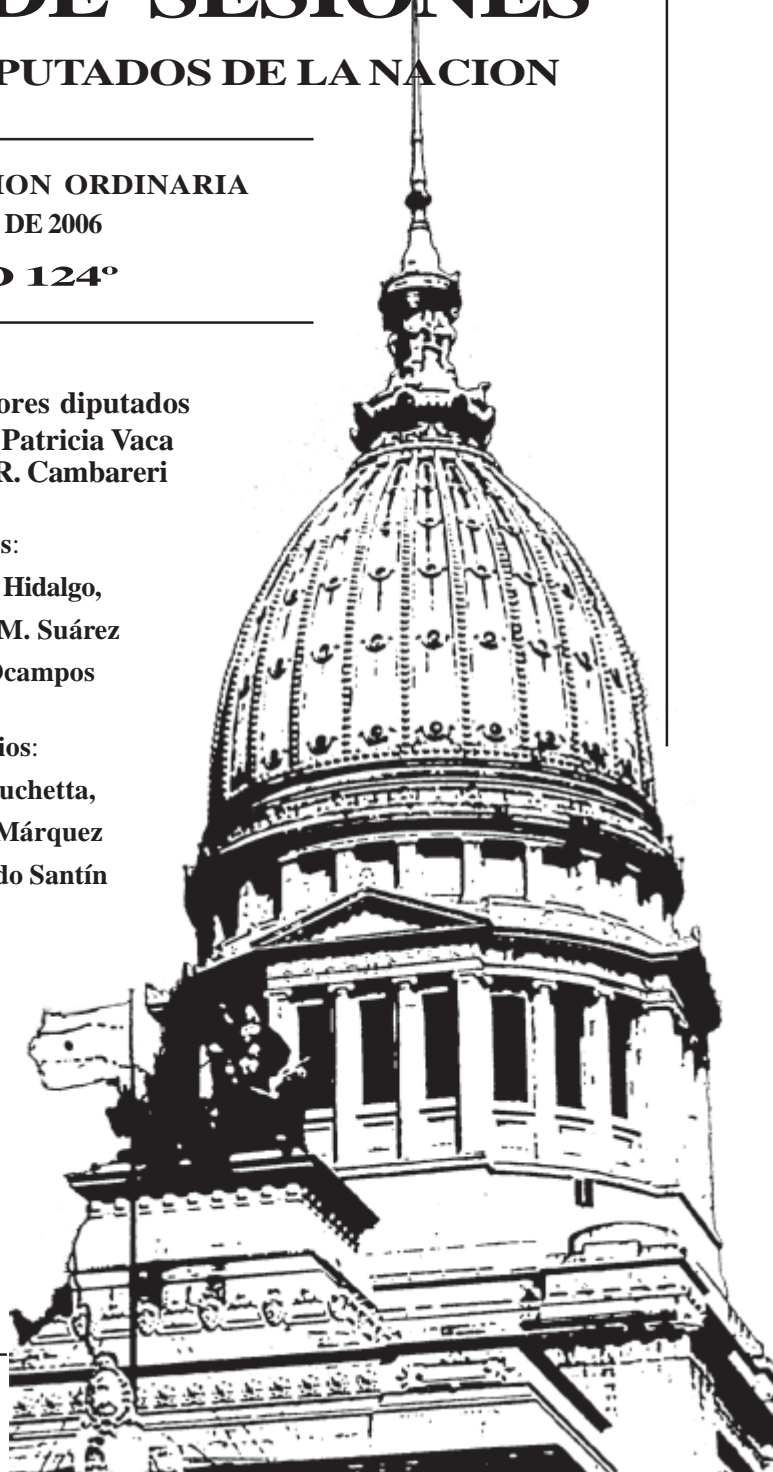 DE SESIONES
PUTADOS DE LA NACION
ION ORDINARIA
DE 2006
O 124º
ores diputados
Patricia Vaca
R. Cambareri
s:
Hidalgo,
M. Suárez
Ocampos
ios:
uchetta,
Márquez
do Santín